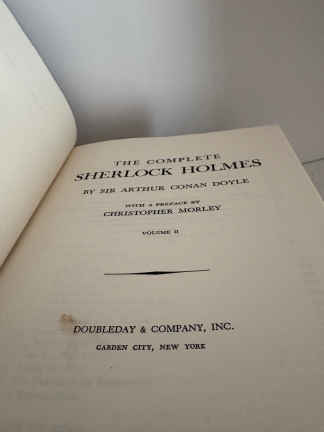 THE COMPLETE
SHERLOCK HOLMES
BY SIR ARTHUR CONAN DOYLE
WITH A PREFACE BY
CHRISTOPHER MORLEY
VOLUME II
DOUBLEDAY & COMPANY, INC.
GARDEN CITY, NEW YORK